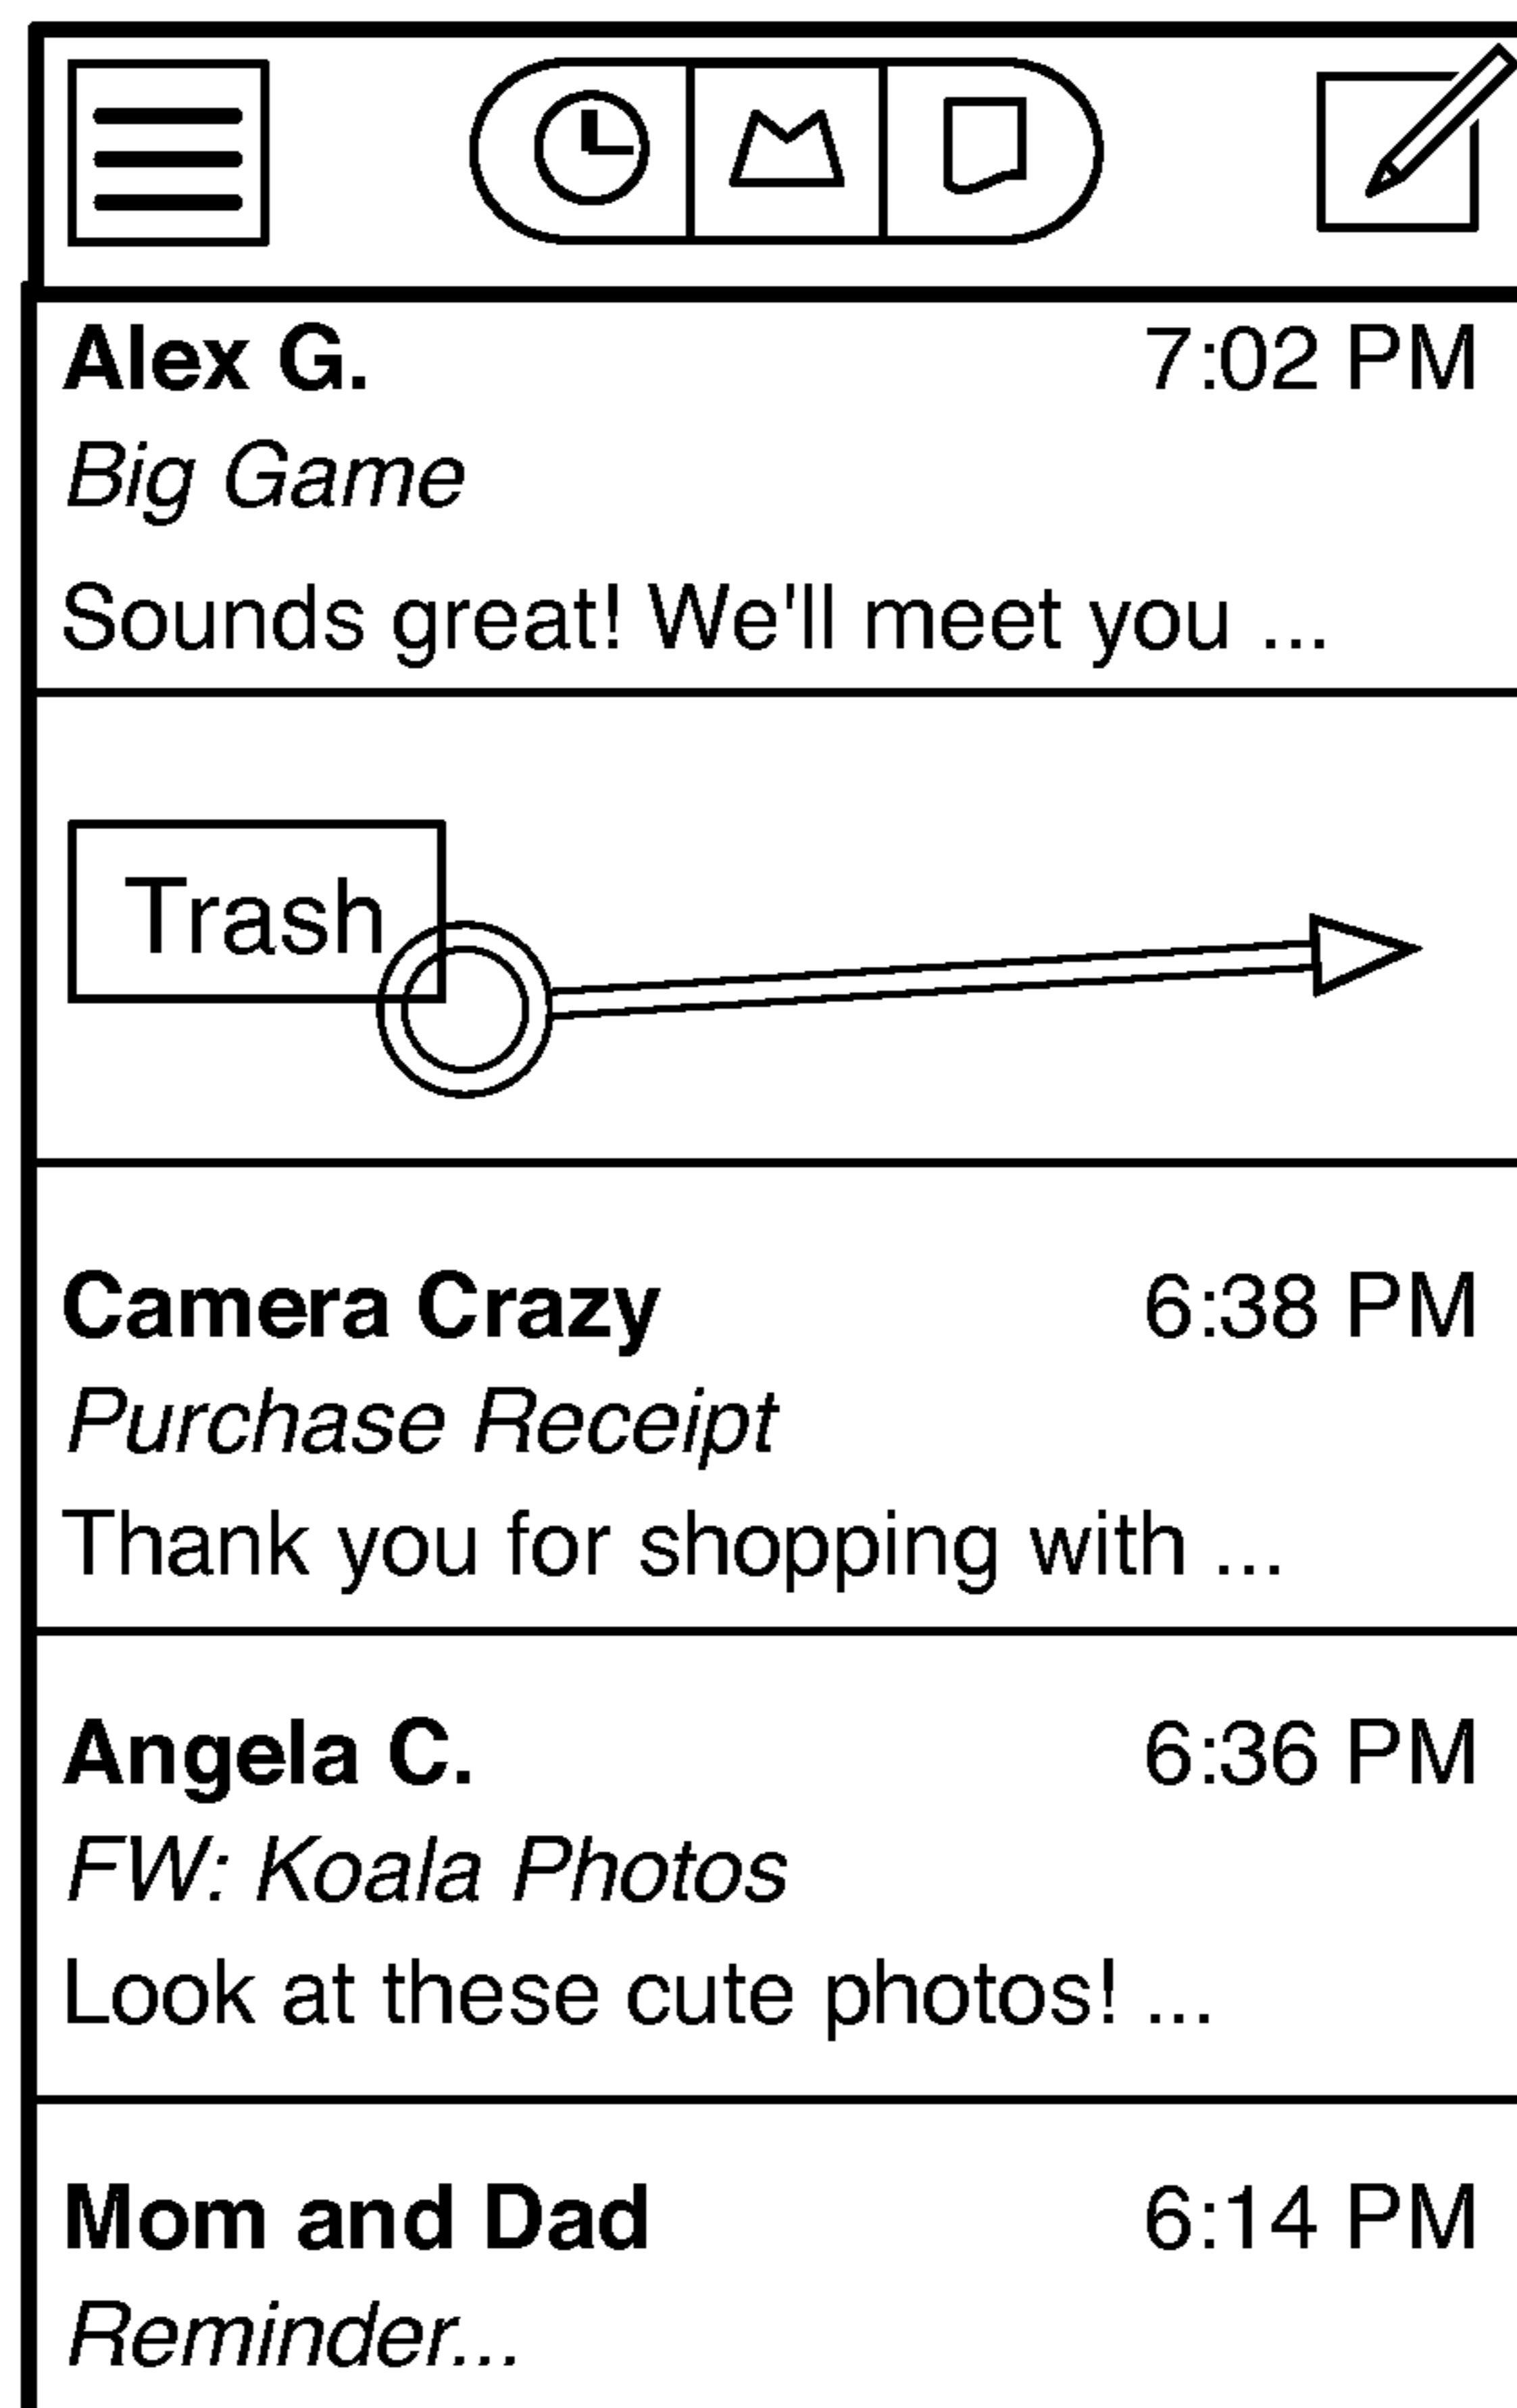 Alex G. 7:02 PM
Big Game
Sounds great! We'll meet you ...
Trash
Camera Crazy 6:38 PM
Purchase Receipt
Thank you for shopping with ...
Angela C. 6:36 PM
FW: Koala Photos
Look at these cute photos! ...
Mom and Dad 6:14 PM
Reminder...